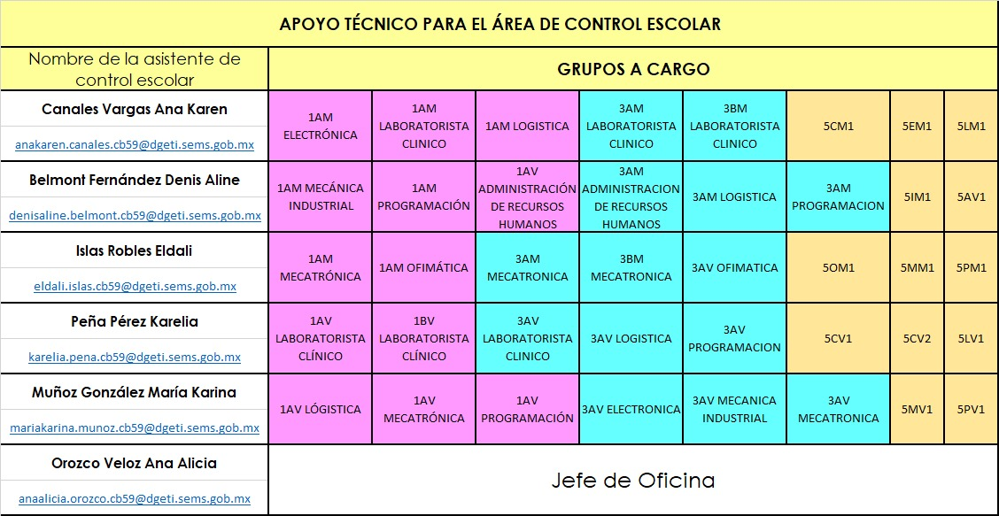 APOYO TÉCNICO PARA EL ÁREA DE CONTROL ESCOLAR
Nombre de la asistente de
control escolar
GRUPOS A CARGO
Canales Vargas Ana Karen
anakaren.canales.cb59@dgeti.sems.gob.mx
1AM
ELECTRÓNICA
1AM
LABORATORISTA
CLINICO
1AM LOGISTICA
3AM
LABORATORISTA
CLINICO
3BM
LABORATORISTA
CLINICO
5CM1
5EM1
5LM1
Belmont Fernández Denis Aline
denisaline.belmont.cb59@dgeti.sems.gob.mx
1AM MECÁNICA
INDUSTRIAL
1AM
PROGRAMACIÓN
1AV
ADMINISTRACIÓN
DE RECURSOS
HUMANOS
3AM
ADMINISTRACION
DE RECURSOS
HUMANOS
3AM LOGISTICA
3AM
PROGRAMACION
5IM1
5AV1
Islas Robles Eldali
eldali.islas.cb59@dgeti.sems.gob.mx
1AM
MECATRÓNICA
1AM OFIMÁTICA
3AM
MECATRONICA
3BM
MECATRONICA
3AV OFIMATICA
5OM1
5MM1
5PM1
Peña Pérez Karelia
karelia.pena.cb59@dgeti.sems.gob.mx
1AV
LABORATORISTA
CLÍNICO
1BV
LABORATORISTA
CLÍNICO
3AV
LABORATORISTA
CLINICO
3AV LOGISTICA
3AV
PROGRAMACION
5CV1
5CV2
5LV1
Muñoz González María Karina
mariakarina.munoz.cb59@dgeti.sems.gob.mx
1AV LÓGISTICA
1AV
MECATRÓNICA
1AV
PROGRAMACIÓN
3AV ELECTRONICA
3AV MECANICA
INDUSTRIAL
3AV
MECATRONICA
5MV1
5PV1
Orozco Veloz Ana Alicia
anaalicia.orozco.cb59@dgeti.sems.gob.mx
Jefe de Oficina